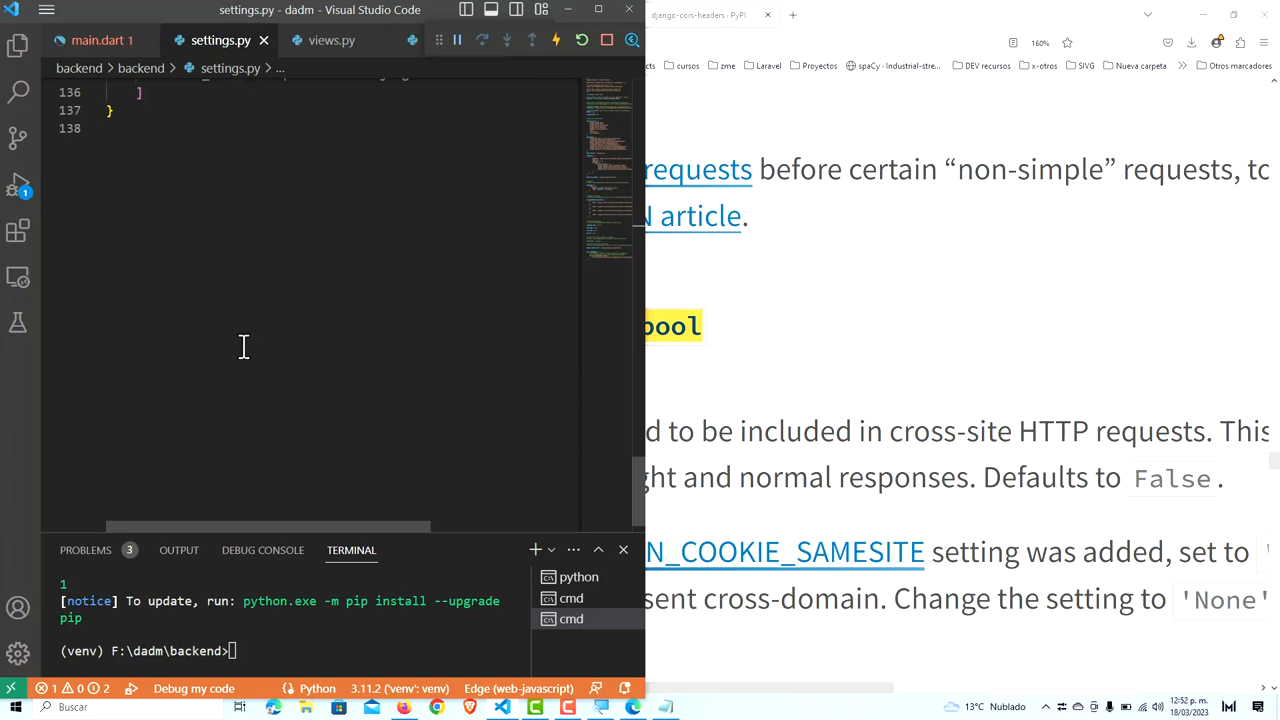 settings.py - dadm - Visual Studio Code
main.dart 1
settings.py
views.py
backend > backend > settings.py > ...
136 ]
137 }
138
PROBLEMS 3 OUTPUT DEBUG CONSOLE TERMINAL
1
[notice] To update, run: python.exe -m pip install --upgrade
pip
(venv) F:\dadm\backend>
python
cmd
cmd
1 0 2 Debug my code Python 3.11.2 ('venv': venv) Edge (web-javascript)
django-cors-headers · PyPI
160%
cts cursos zme Laravel Proyectos spaCy - Industrial-stre... DEV recursos x-otros SIVG Nueva carpeta Otros marcadores
requests before certain “non-simple” requests, to
N article.
bool
d to be included in cross-site HTTP requests. This
ght and normal responses. Defaults to False.
N_COOKIE_SAMESITE setting was added, set to '
sent cross-domain. Change the setting to 'None'
Buscar
13°C Nublado
12:52 p. m.
18/03/2023